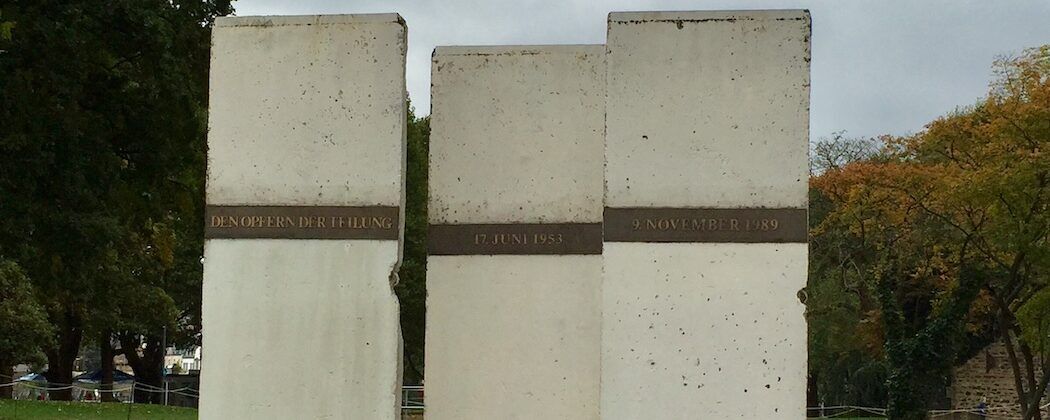 DEN OPFERN DER TEILUNG
17. JUNI 1953
9. NOVEMBER 1989